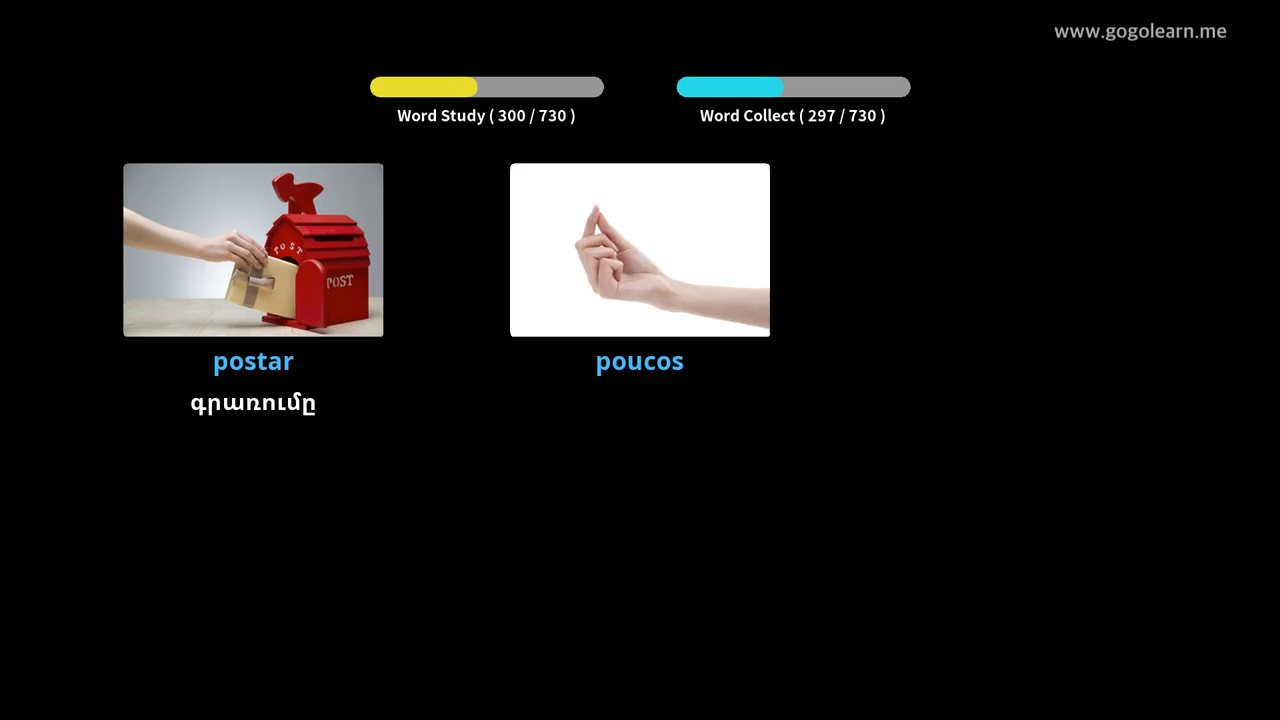 www.gogolearn.me
Word Study ( 300 / 730 )
Word Collect ( 297 / 730 )
POST
POST
postar
poucos
գրառումը